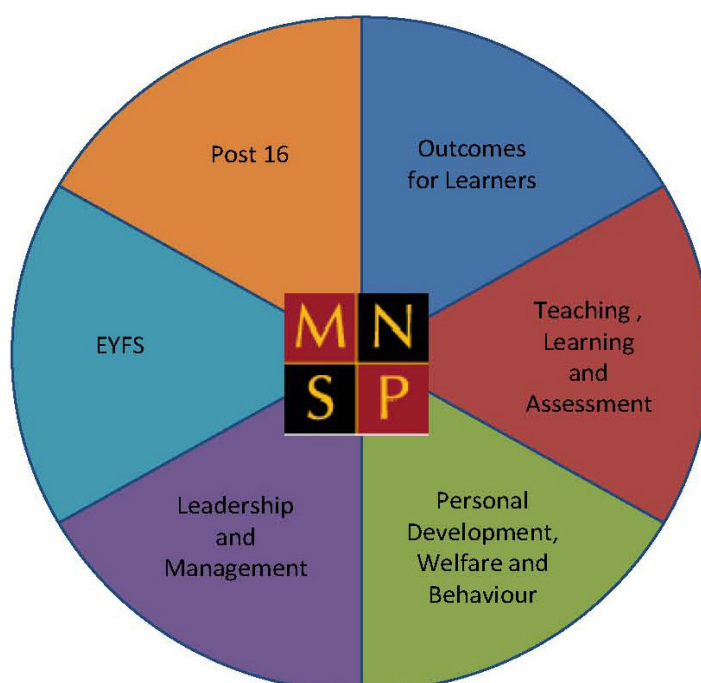 Post 16
Outcomes
for Learners
Teaching ,
Learning
and
Assessment
Personal
Development,
Welfare and
Behaviour
Leadership
and
Management
EYFS
M N
S P